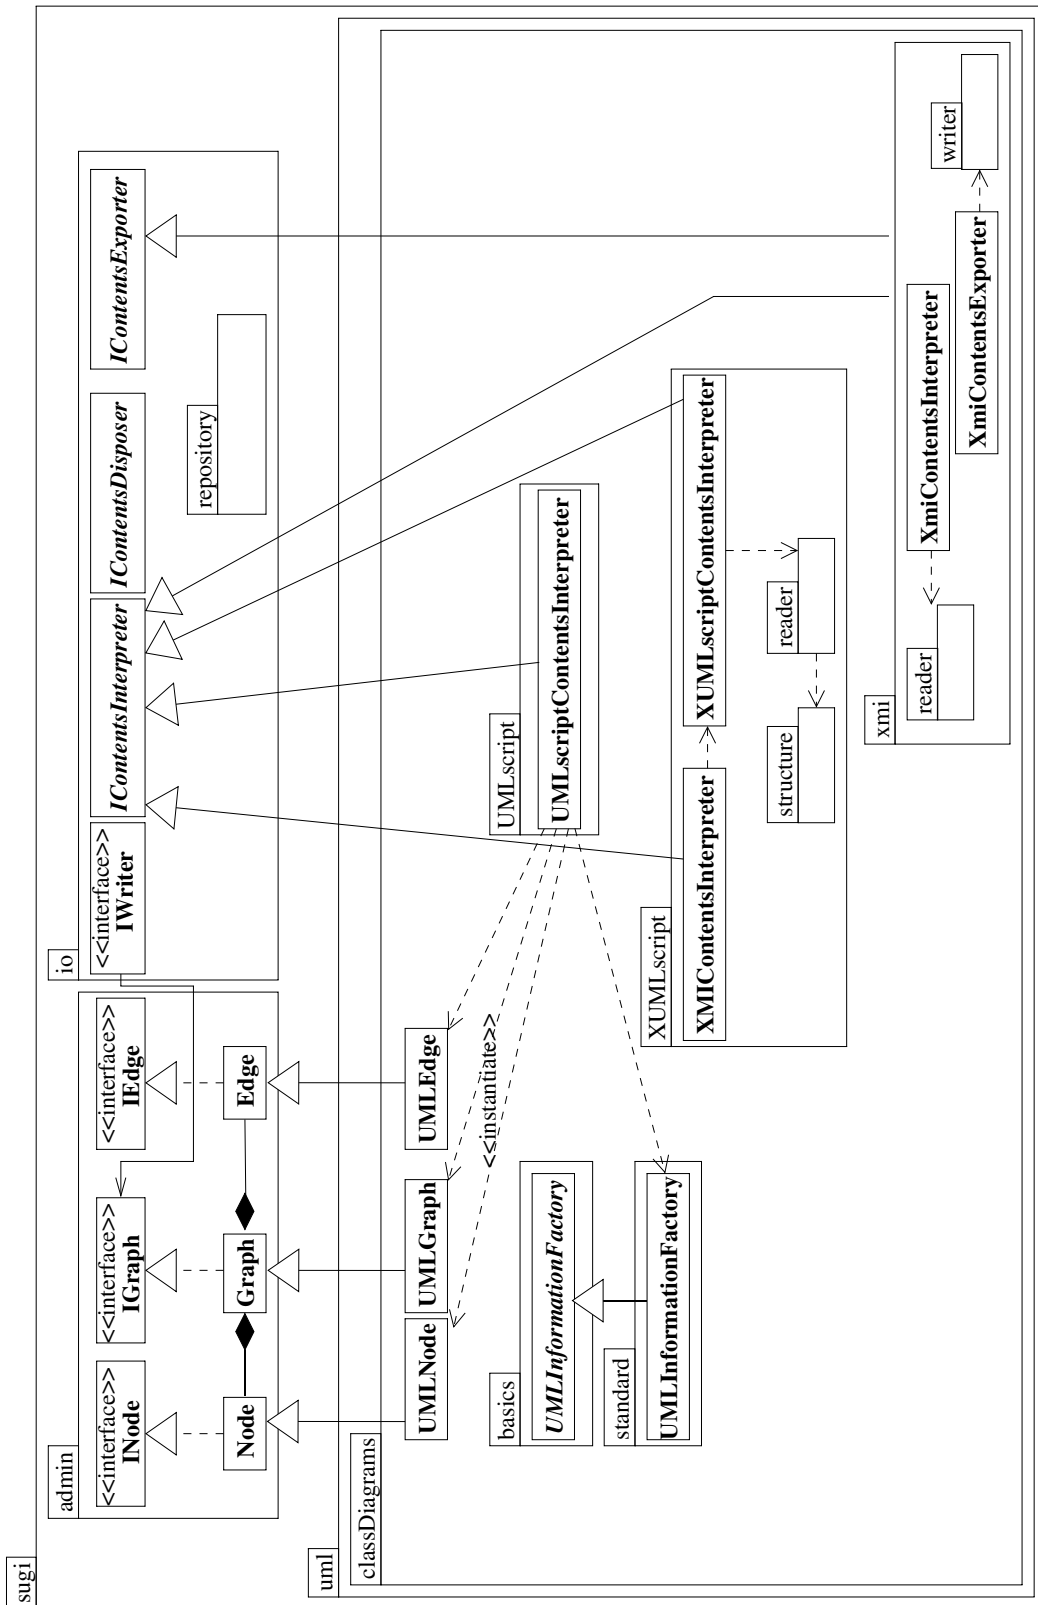 sugi
admin
<<interface>>
INode
<<interface>>
IGraph
<<interface>>
IEdge
Node
Graph
Edge
io
<<interface>>
IWriter
IContentsInterpreter
IContentsDisposer
IContentsExporter
repository
uml
classDiagrams
UMLNode
UMLGraph
UMLEdge
<<instantiate>>
basics
UMLInformationFactory
standard
UMLInformationFactory
UMLscript
UMLscriptContentsInterpreter
XUMLscript
XMIContentsInterpreter
XUMLscriptContentsInterpreter
structure
reader
xmi
reader
XmiContentsInterpreter
XmiContentsExporter
writer